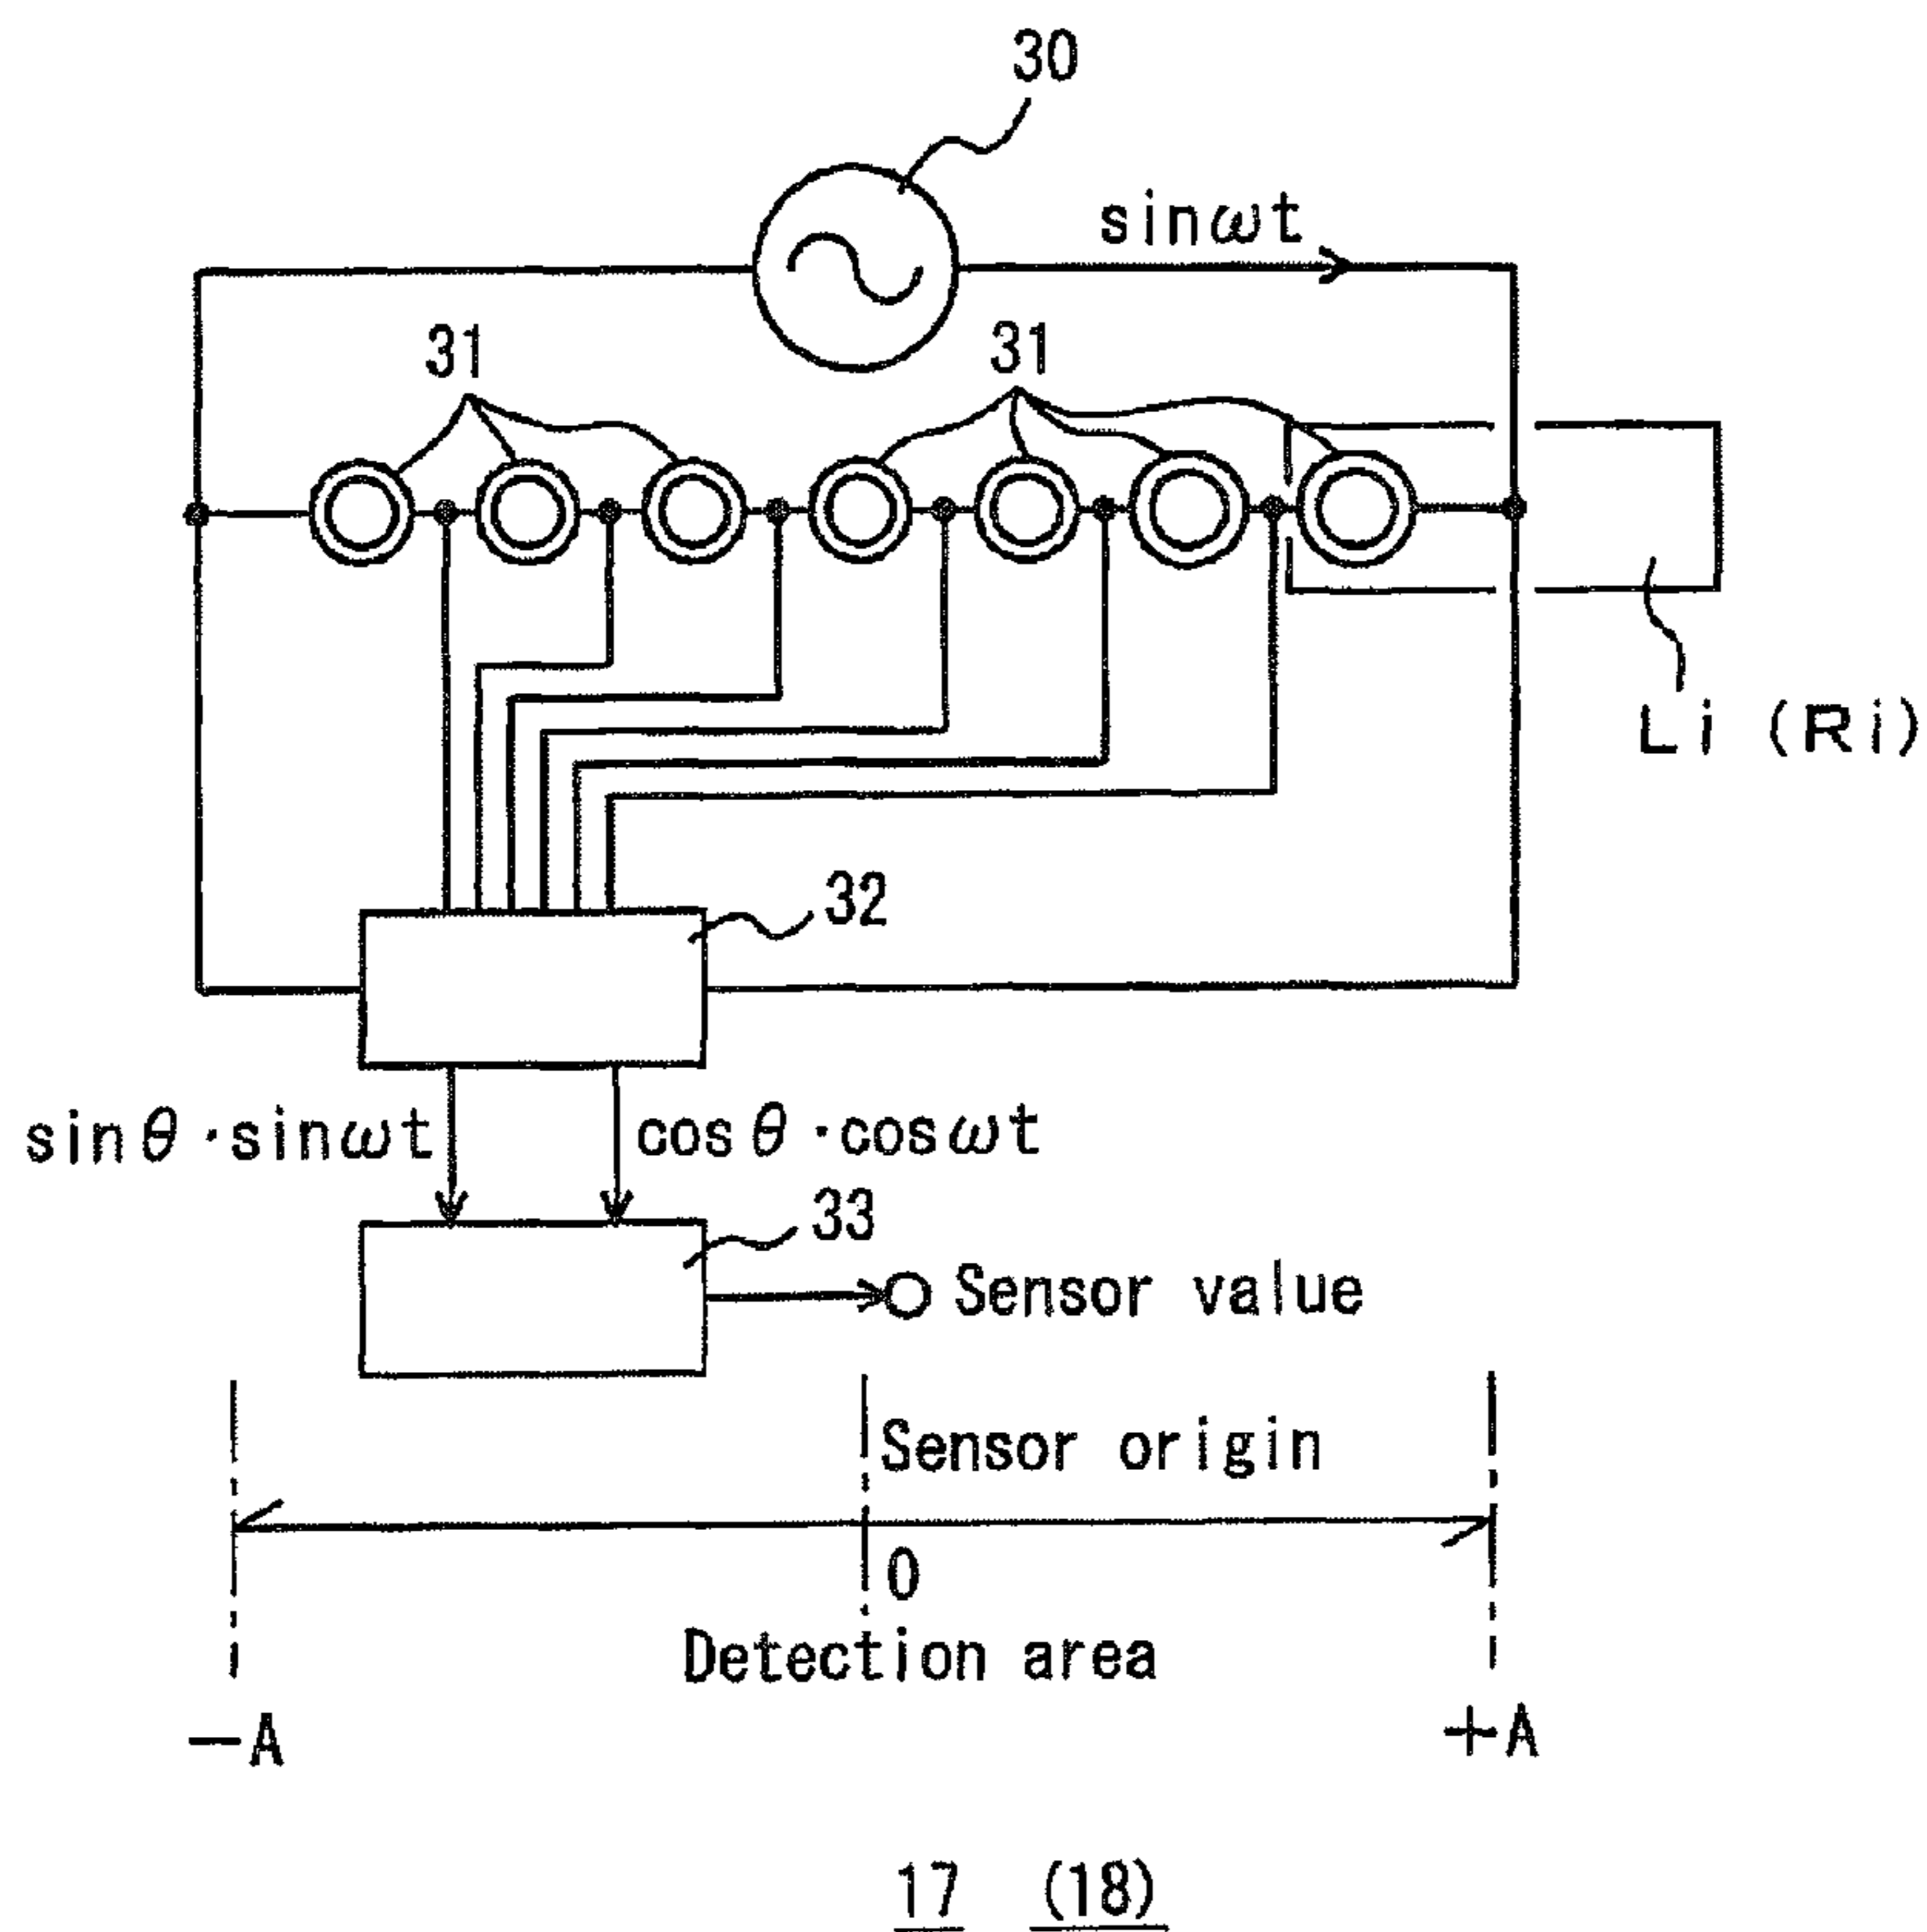 30
sinωt
31
31
Li (Ri)
32
sinθ·sinωt
cosθ·cosωt
33
Sensor value
Sensor origin
0
Detection area
−A
+A
17 (18)